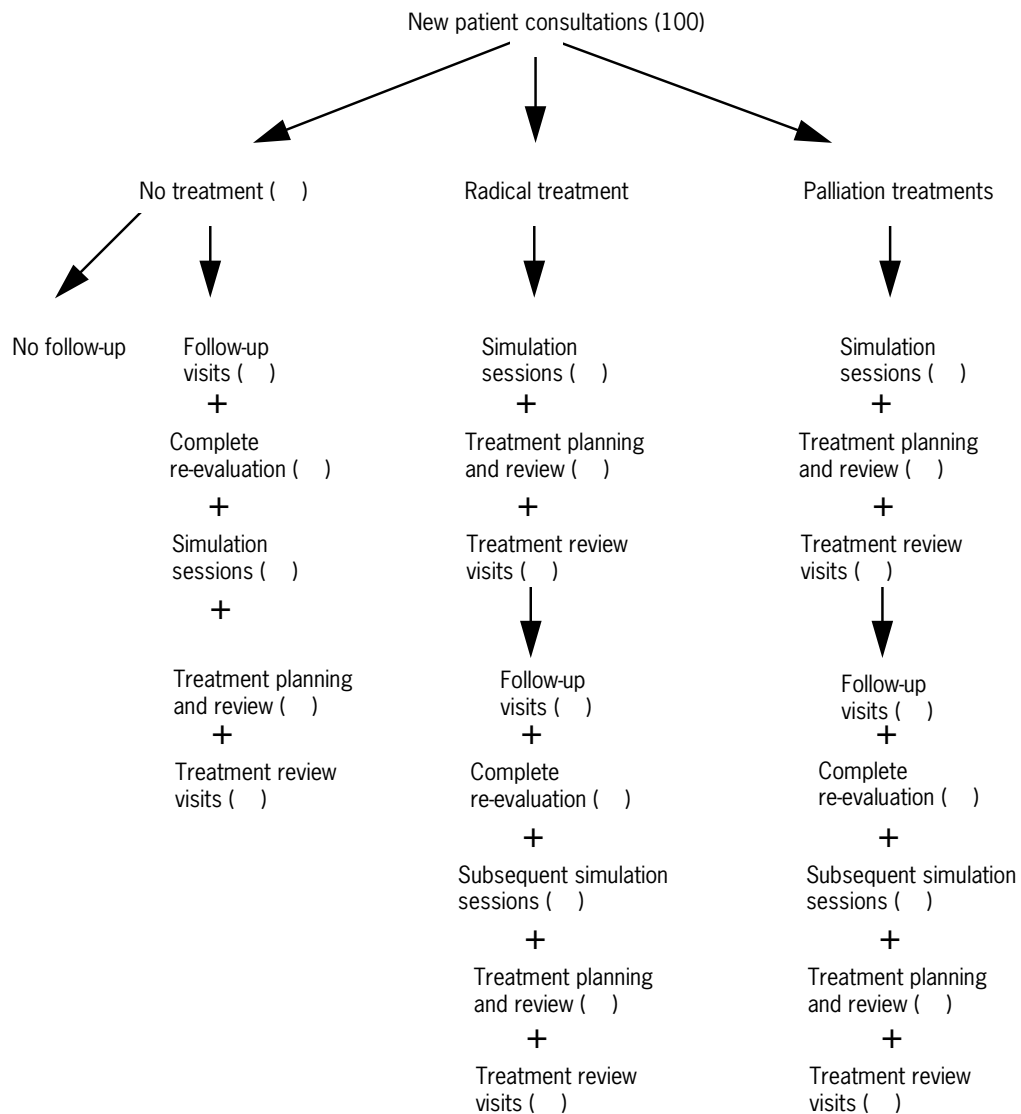 New patient consultations (100)
No treatment (    )
Radical treatment
Palliation treatments
No follow-up
Follow-up
visits (    )
+
Complete
re-evaluation (    )
+
Simulation
sessions (    )
+
Treatment planning
and review (    )
+
Treatment review
visits (    )
Simulation
sessions (    )
+
Treatment planning
and review (    )
+
Treatment review
visits (    )
Follow-up
visits (    )
+
Complete
re-evaluation (    )
+
Subsequent simulation
sessions (    )
+
Treatment planning
and review (    )
+
Treatment review
visits (    )
Simulation
sessions (    )
+
Treatment planning
and review (    )
+
Treatment review
visits (    )
Follow-up
visits (    )
+
Complete
re-evaluation (    )
+
Subsequent simulation
sessions (    )
+
Treatment planning
and review (    )
+
Treatment review
visits (    )